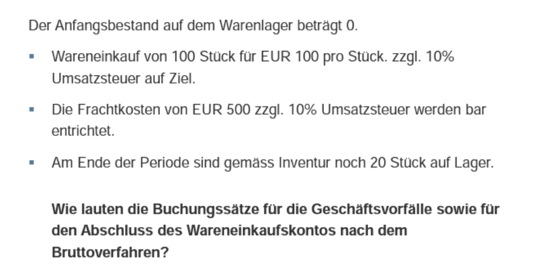 Der Anfangsbestand auf dem Warenlager beträgt 0.
▪ Wareneinkauf von 100 Stück für EUR 100 pro Stück. zzgl. 10%
Umsatzsteuer auf Ziel.
▪ Die Frachtkosten von EUR 500 zzgl. 10% Umsatzsteuer werden bar
entrichtet.
▪ Am Ende der Periode sind gemäss Inventur noch 20 Stück auf Lager.
Wie lauten die Buchungssätze für die Geschäftsvorfälle sowie für
den Abschluss des Wareneinkaufskontos nach dem
Bruttoverfahren?